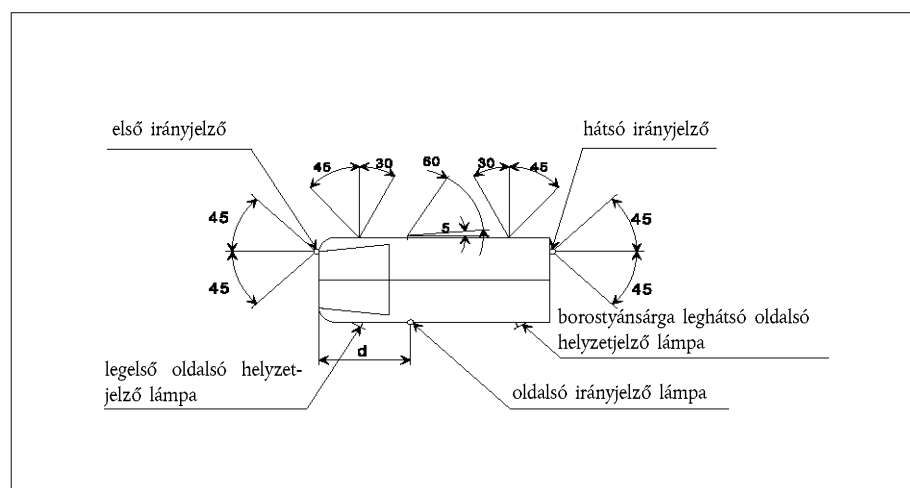 első irányjelző
hátsó irányjelző
45
30
60
30
45
45
5
45
45
45
borostyánsárga leghátsó oldalsó
helyzetjelző lámpa
d
legelső oldalsó helyzet-
jelző lámpa
oldalsó irányjelző lámpa